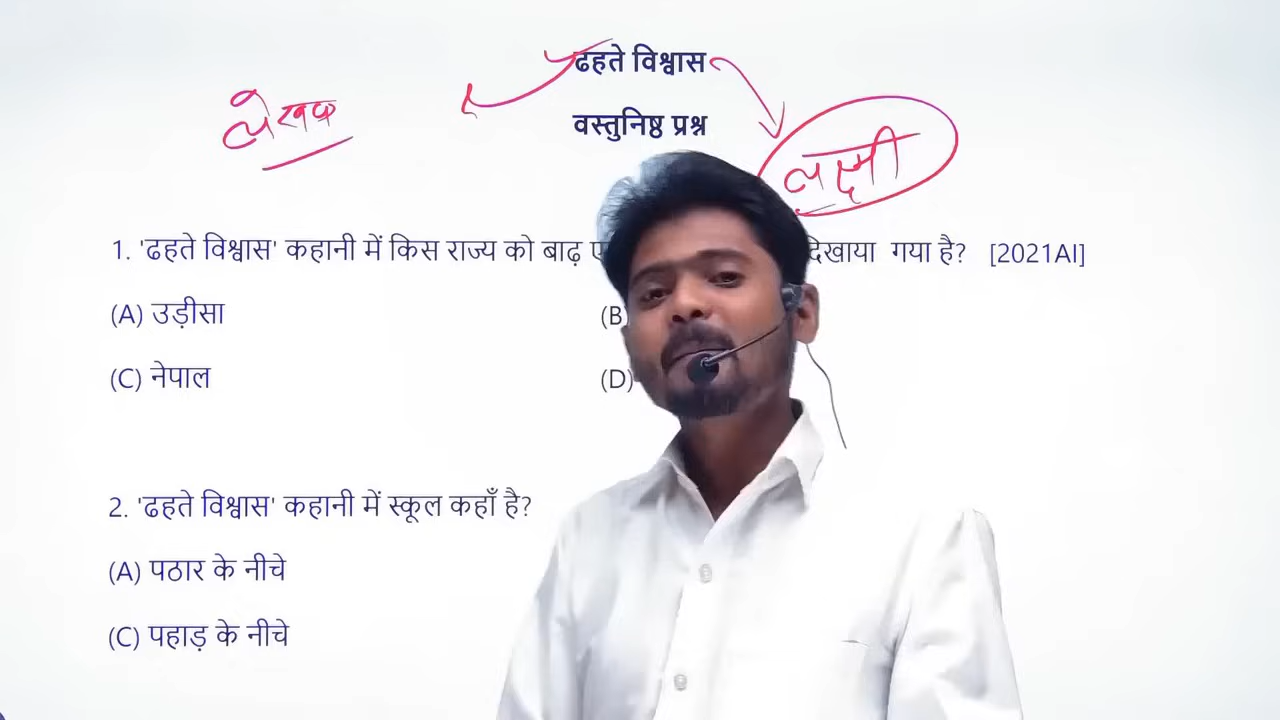 ढहते विश्वास
लेखक
वस्तुनिष्ठ प्रश्न
लक्ष्मी
1. 'ढहते विश्वास' कहानी में किस राज्य को बाढ़ दिखाया गया है? [2021AI]
(A) उड़ीसा (B)
(C) नेपाल (D)
2. 'ढहते विश्वास' कहानी में स्कूल कहाँ है?
(A) पठार के नीचे
(C) पहाड़ के नीचे